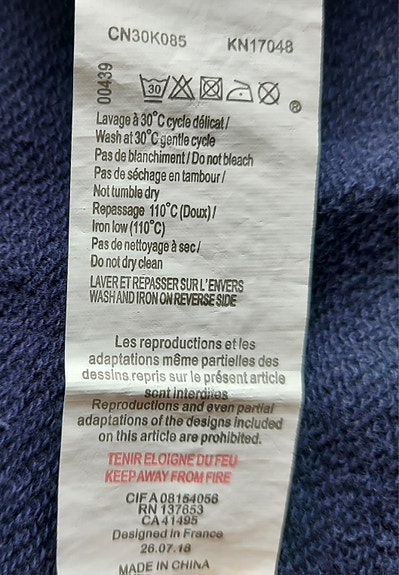 CN30K085 KN17048
00439
30
®
Lavage à 30°C cycle délicat /
Wash at 30°C gentle cycle
Pas de blanchiment / Do not bleach
Pas de séchage en tambour /
Not tumble dry
Repassage 110°C (Doux) /
Iron low (110°C)
Pas de nettoyage à sec /
Do not dry clean
LAVER ET REPASSER SUR L'ENVERS
WASH AND IRON ON REVERSE SIDE
Les reproductions et les
adaptations même partielles des
dessins repris sur le présent article
sont interdites
Reproductions and even partial
adaptations of the designs included
on this article are prohibited.
TENIR ELOIGNE DU FEU
KEEP AWAY FROM FIRE
CIF A 08154056
RN 137653
CA 41495
Designed in France
26.07.18
MADE IN CHINA